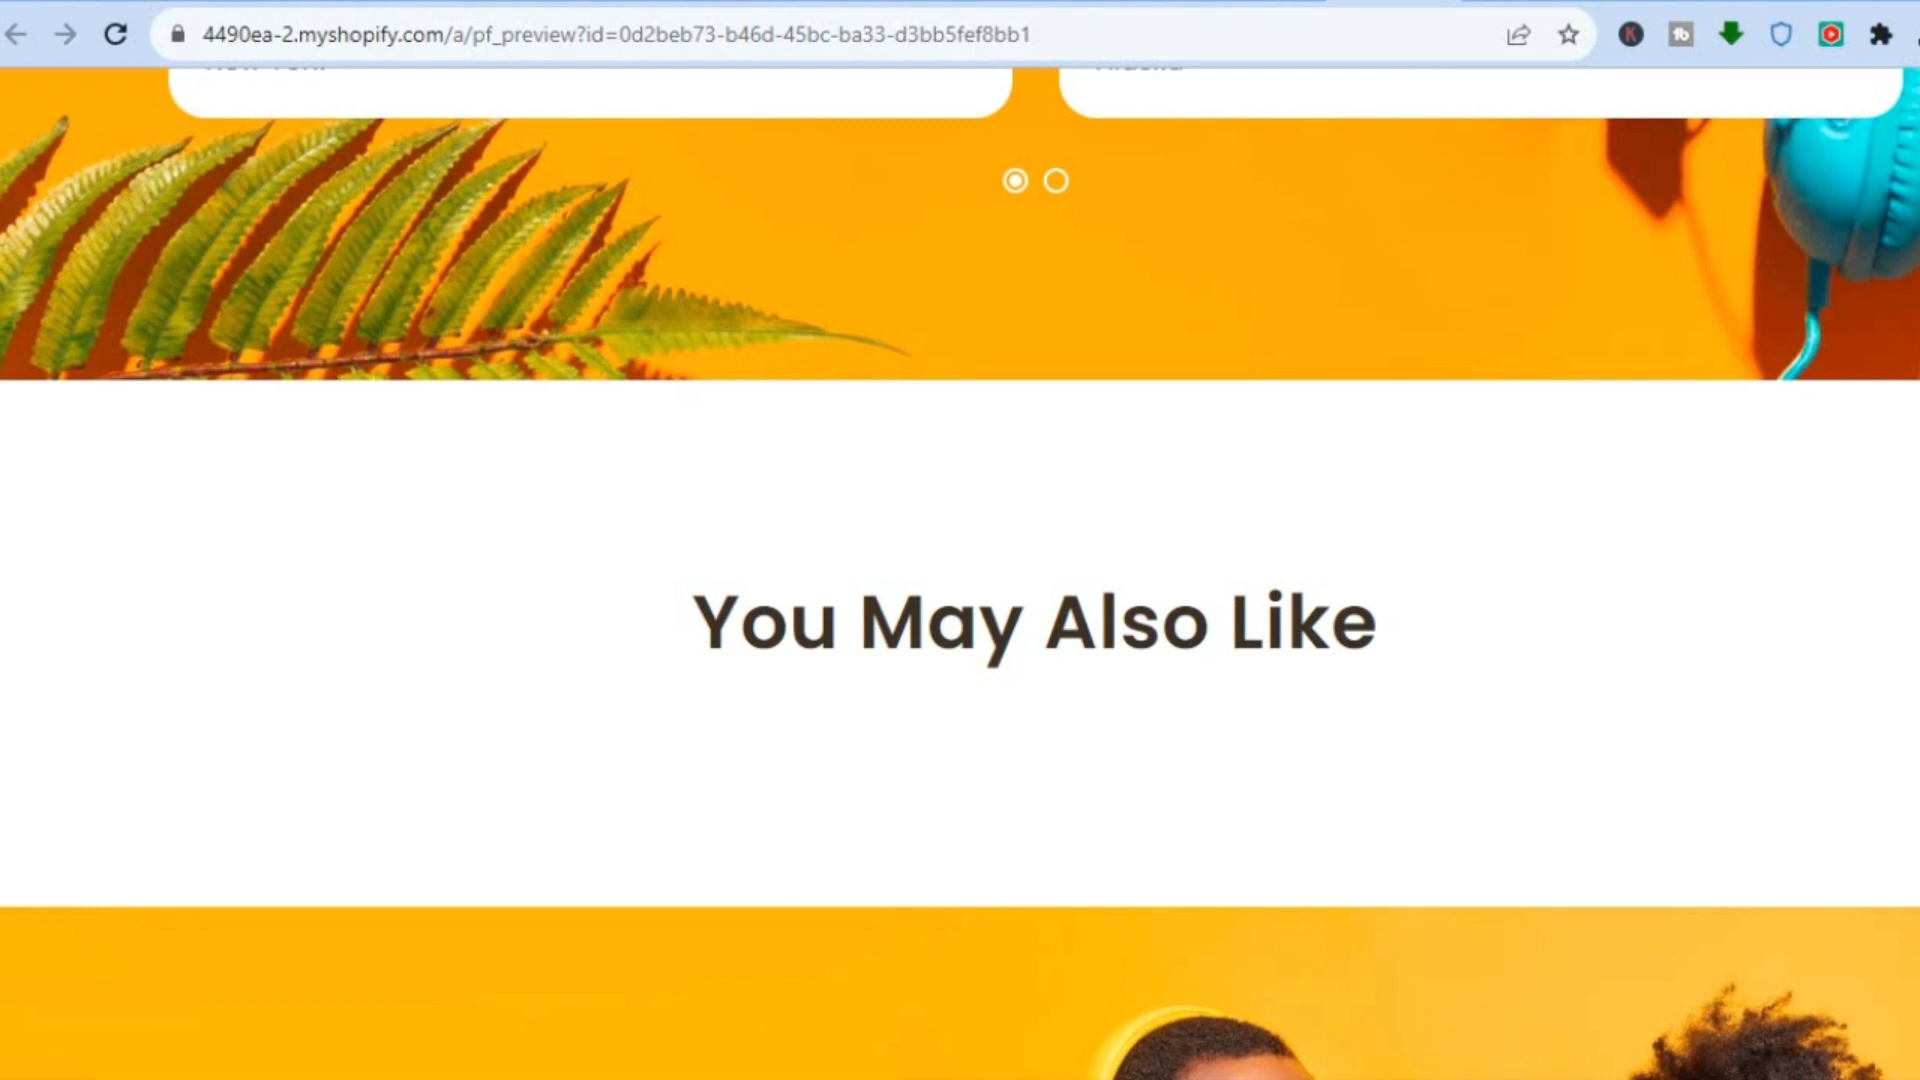 4490ea-2.myshopify.com/a/pf_preview?id=0d2beb73-b46d-45bc-ba33-d3bb5fef8bb1
K
You May Also Like